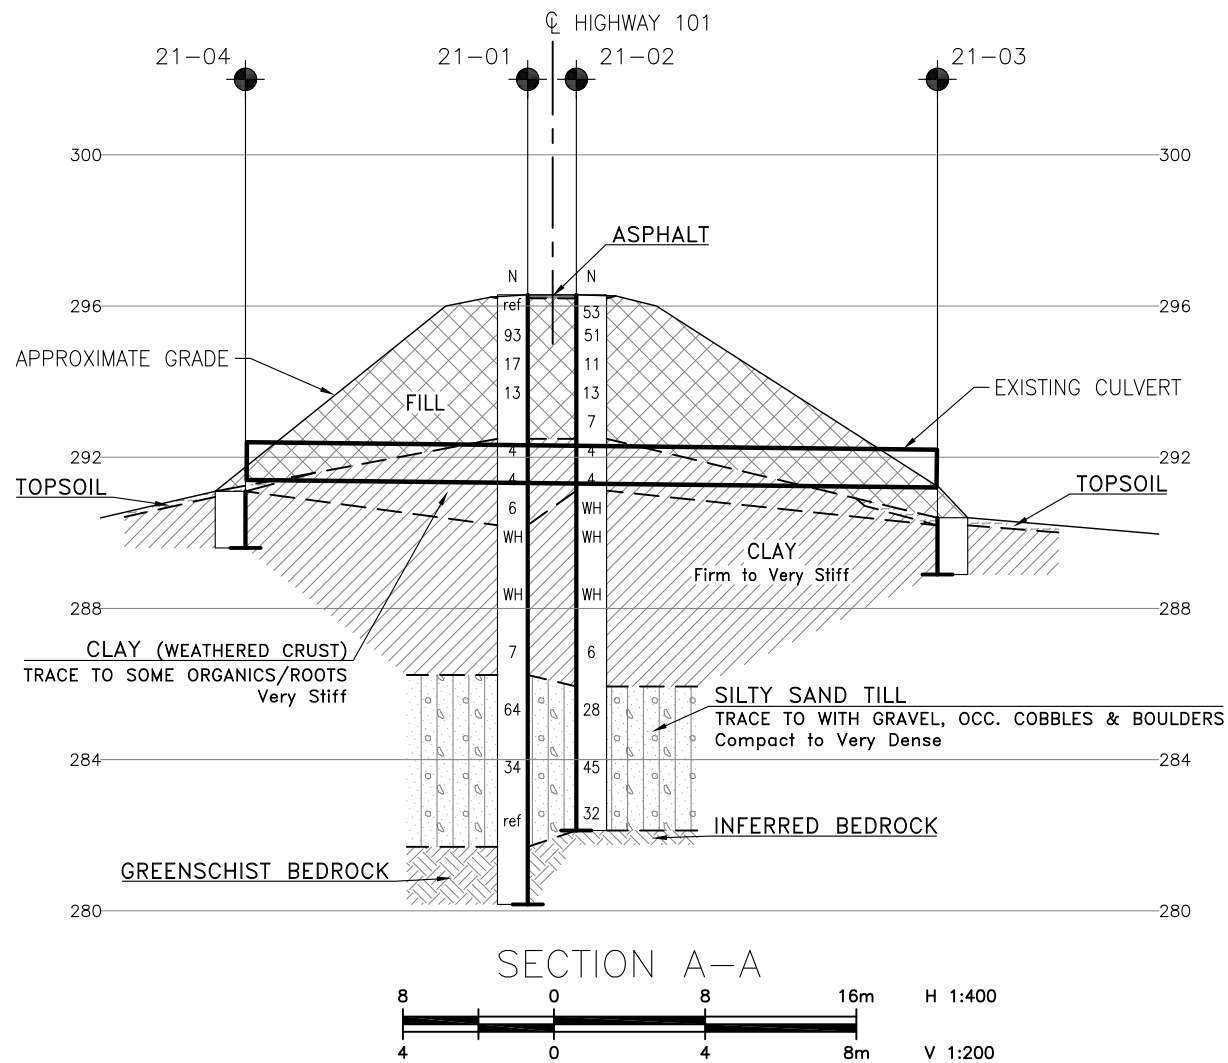 ℄ HIGHWAY 101
21-04
21-01
21-02
21-03
300
300
ASPHALT
N
N
296
ref
53
296
93
51
APPROXIMATE GRADE
17
11
EXISTING CULVERT
FILL
13
13
7
292
4
4
292
TOPSOIL
4
4
TOPSOIL
6
WH
WH
WH
CLAY
Firm to Very Stiff
WH
WH
288
288
CLAY (WEATHERED CRUST)
TRACE TO SOME ORGANICS/ROOTS
Very Stiff
7
6
64
28
SILTY SAND TILL
TRACE TO WITH GRAVEL, OCC. COBBLES & BOULDERS
Compact to Very Dense
284
34
45
284
ref
32
INFERRED BEDROCK
GREENSCHIST BEDROCK
280
280
SECTION A-A
8 0 8 16m H 1:400
4 0 4 8m V 1:200